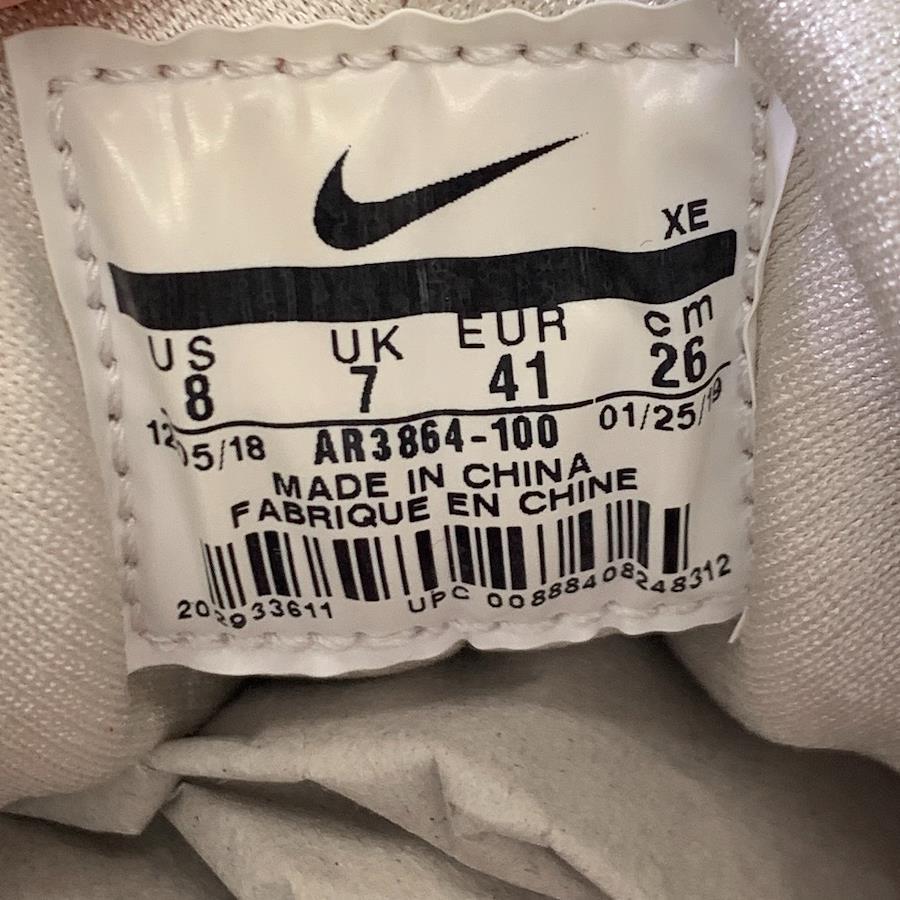 XE
US UK EUR cm
8 7 41 26
12/05/18 AR3864-100 01/25/19
MADE IN CHINA
FABRIQUE EN CHINE
202933611 UPC 00888408248312